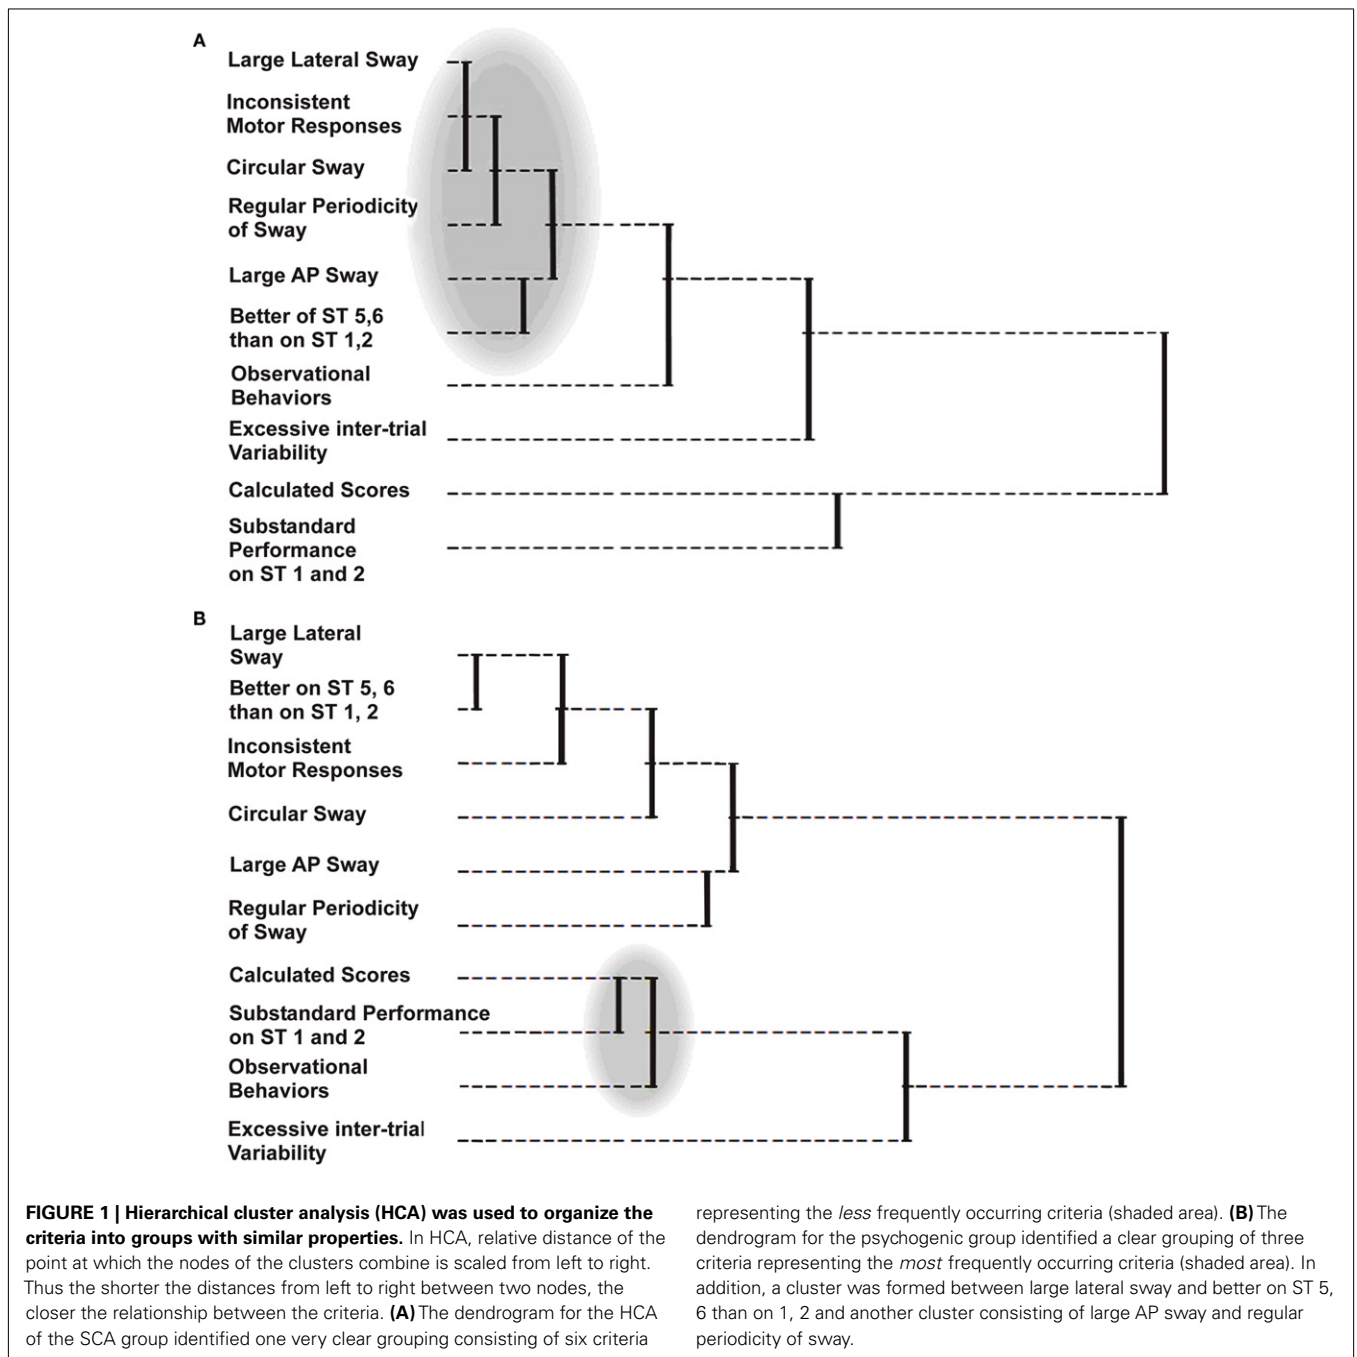 A
Large Lateral Sway
Inconsistent
Motor Responses
Circular Sway
Regular Periodicity
of Sway
Large AP Sway
Better of ST 5,6
than on ST 1,2
Observational
Behaviors
Excessive inter-trial
Variability
Calculated Scores
Substandard
Performance
on ST 1 and 2
B
Large Lateral
Sway
Better on ST 5, 6
than on ST 1, 2
Inconsistent
Motor Responses
Circular Sway
Large AP Sway
Regular Periodicity
of Sway
Calculated Scores
Substandard Performance
on ST 1 and 2
Observational
Behaviors
Excessive inter-trial
Variability
FIGURE 1 | Hierarchical cluster analysis (HCA) was used to organize the
criteria into groups with similar properties. In HCA, relative distance of the
point at which the nodes of the clusters combine is scaled from left to right.
Thus the shorter the distances from left to right between two nodes, the
closer the relationship between the criteria. (A) The dendrogram for the HCA
of the SCA group identified one very clear grouping consisting of six criteria
representing the less frequently occurring criteria (shaded area). (B) The
dendrogram for the psychogenic group identified a clear grouping of three
criteria representing the most frequently occurring criteria (shaded area). In
addition, a cluster was formed between large lateral sway and better on ST 5,
6 than on 1, 2 and another cluster consisting of large AP sway and regular
periodicity of sway.